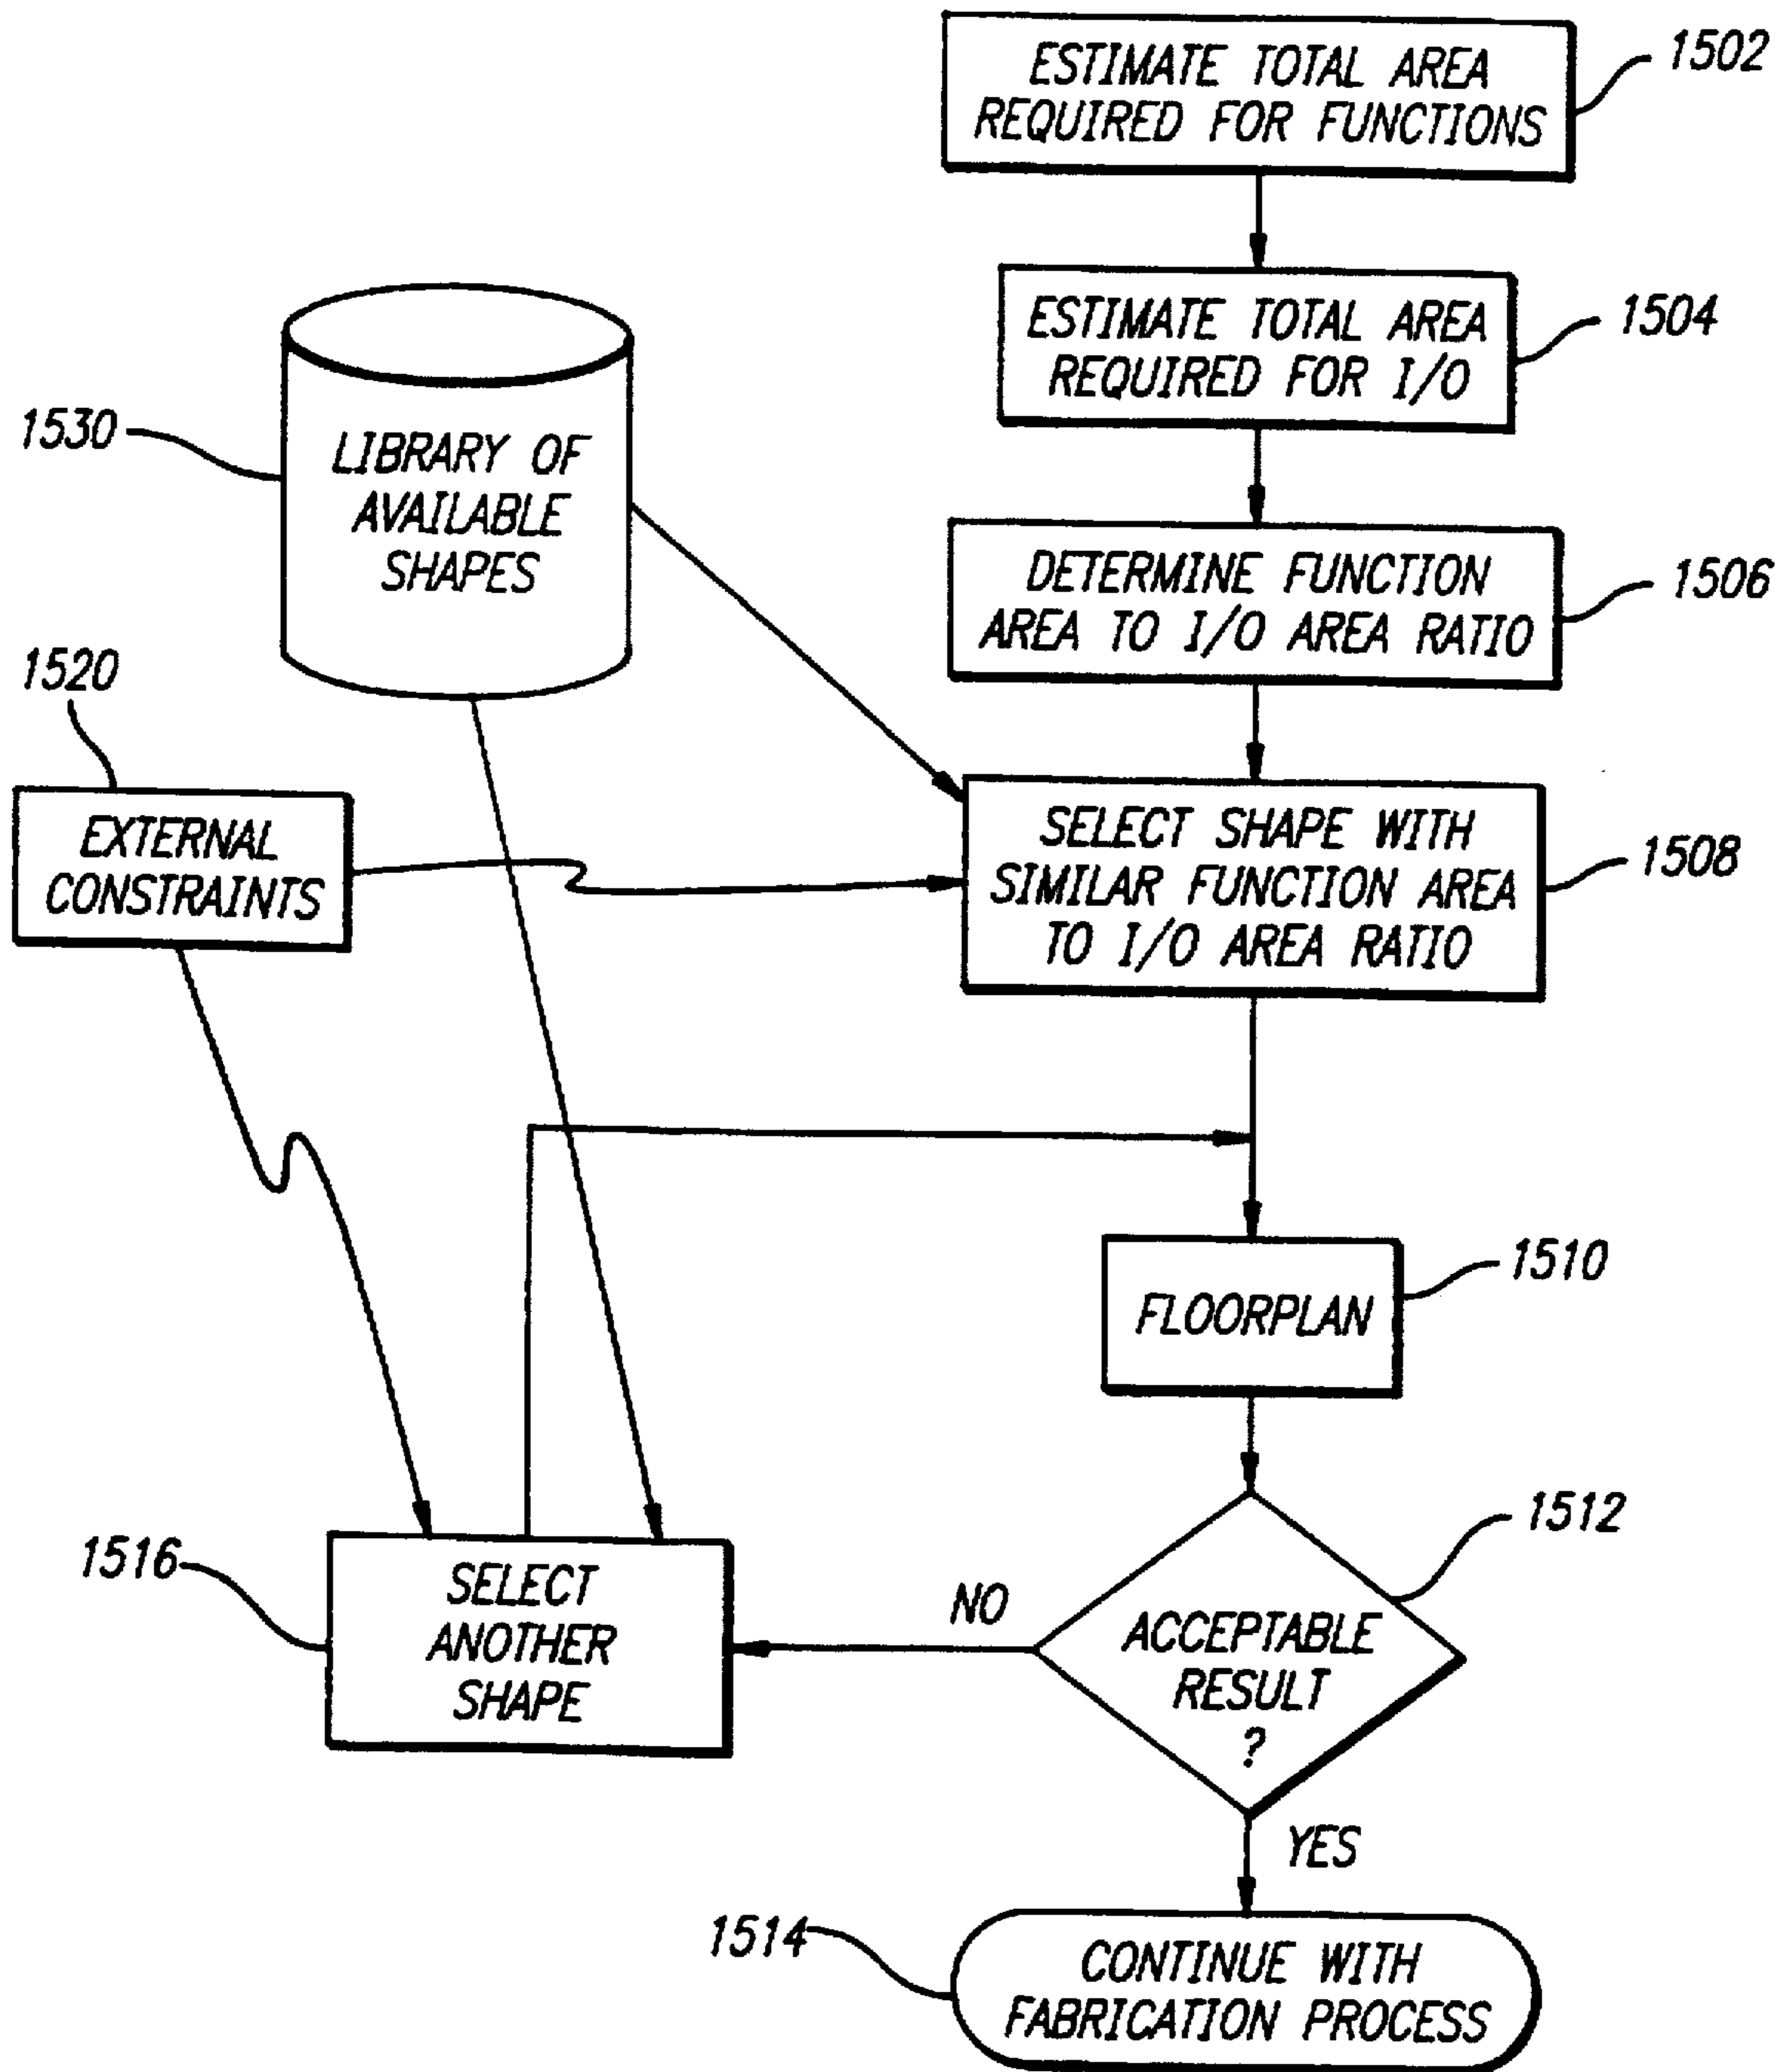 ESTIMATE TOTAL AREA
REQUIRED FOR FUNCTIONS
1502
ESTIMATE TOTAL AREA
REQUIRED FOR I/O
1504
1530
LIBRARY OF
AVAILABLE
SHAPES
DETERMINE FUNCTION
AREA TO I/O AREA RATIO
1506
1520
EXTERNAL
CONSTRAINTS
SELECT SHAPE WITH
SIMILAR FUNCTION AREA
TO I/O AREA RATIO
1508
FLOORPLAN
1510
1516
SELECT
ANOTHER
SHAPE
NO
ACCEPTABLE
RESULT
?
1512
YES
1514
CONTINUE WITH
FABRICATION PROCESS